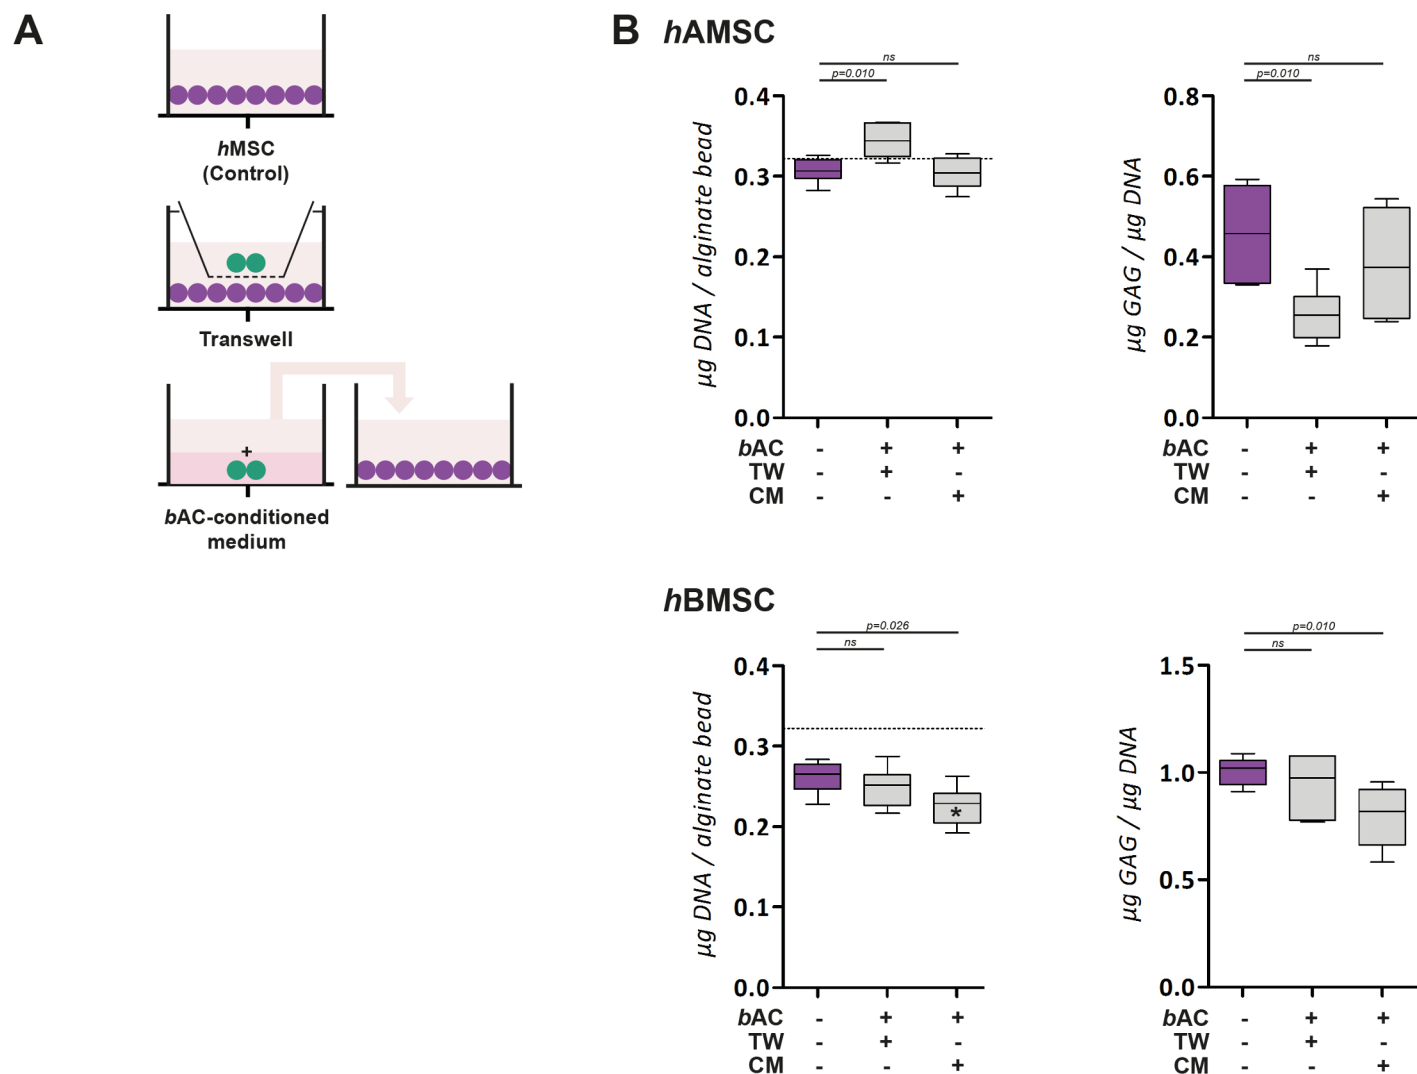 A
hMSC
(Control)
Transwell
+
bAC-conditioned
medium
B hAMSC
ns
p=0.010
0.4
0.3
0.2
0.1
0.0
µg DNA / alginate bead
bAC - + +
TW - + -
CM - - +
ns
p=0.010
0.8
0.6
0.4
0.2
0.0
µg GAG / µg DNA
bAC - + +
TW - + -
CM - - +
hBMSC
p=0.026
ns
0.4
0.3
0.2
0.1
0.0
µg DNA / alginate bead
*
bAC - + +
TW - + -
CM - - +
p=0.010
ns
1.5
1.0
0.5
0.0
µg GAG / µg DNA
bAC - + +
TW - + -
CM - - +